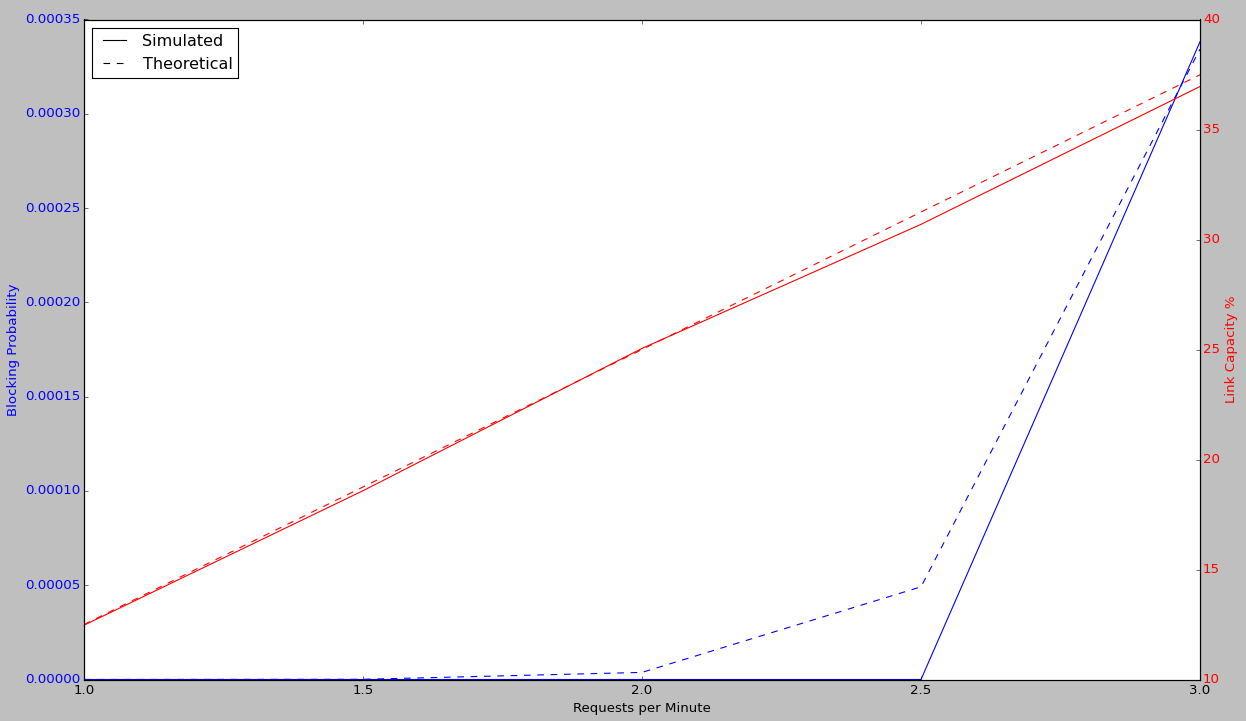 Simulated
Theoretical
0.00035
0.00030
0.00025
0.00020
0.00015
0.00010
0.00005
0.00000
Blocking Probability
40
35
30
25
20
15
10
Link Capacity %
1.0 1.5 2.0 2.5 3.0
Requests per Minute